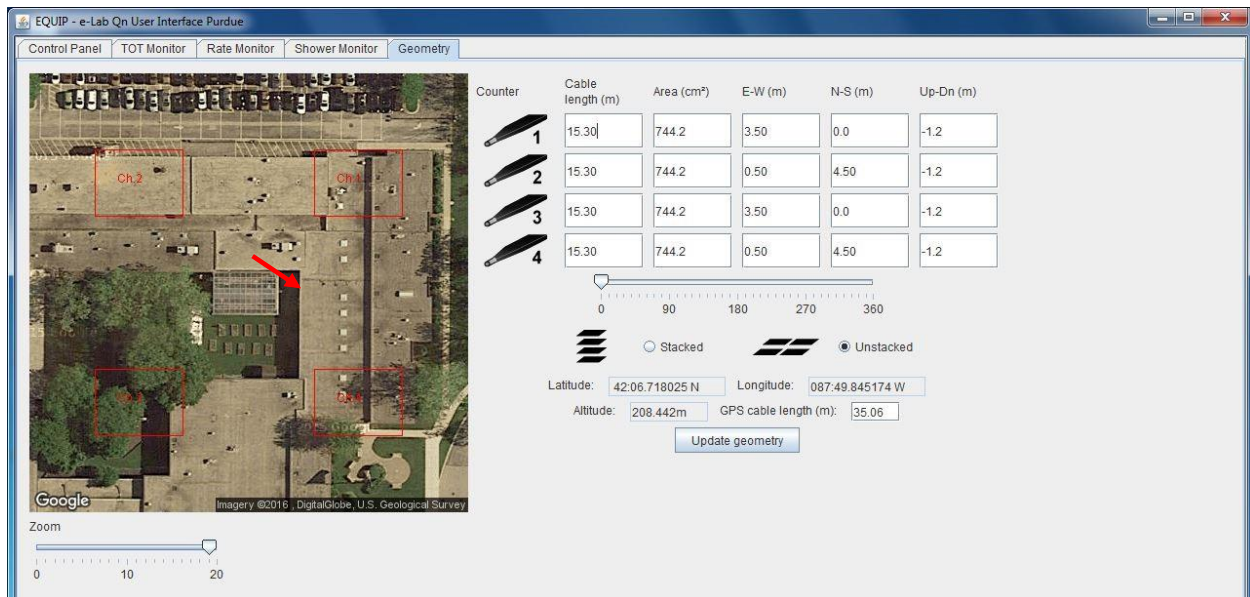 EQUIP - e-Lab Qn User Interface Purdue
Control Panel TOT Monitor Rate Monitor Shower Monitor Geometry
Counter Cable length (m) Area (cm²) E-W (m) N-S (m) Up-Dn (m)
1 15.30 744.2 3.50 0.0 -1.2
2 15.30 744.2 0.50 4.50 -1.2
3 15.30 744.2 3.50 0.0 -1.2
4 15.30 744.2 0.50 4.50 -1.2
0 90 180 270 360
Stacked Unstacked
Latitude: 42:06.718025 N Longitude: 087:49.845174 W
Altitude: 208.442m GPS cable length (m): 35.06
Update geometry
Ch.2 Ch.1
Google
Imagery ©2016 , DigitalGlobe, U.S. Geological Survey
Zoom
0 10 20